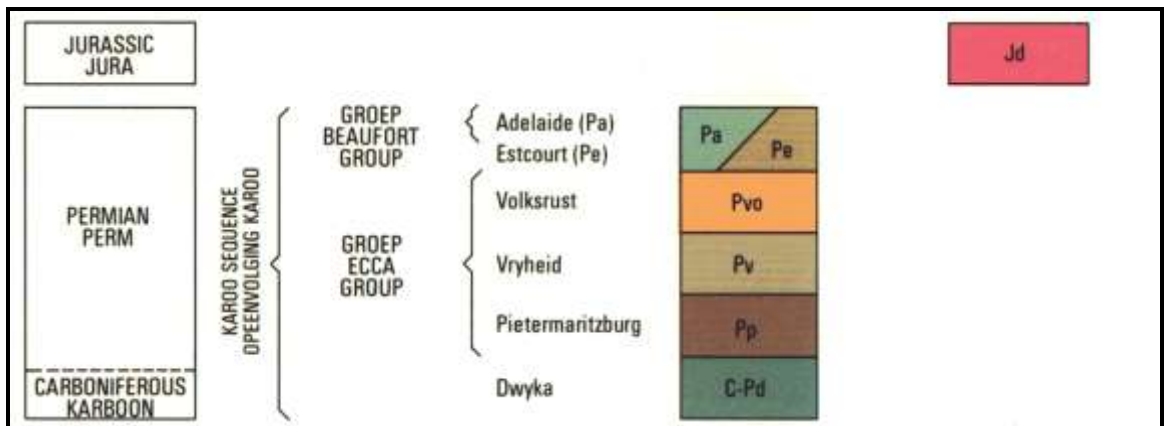 JURASSIC
JURA
Jd
PERMIAN
PERM
CARBONIFEROUS
KARBOON
KAROO SEQUENCE
OPEENVOLGING KAROO
GROEP
BEAUFORT
GROUP
Adelaide (Pa)
Estcourt (Pe)
Pa
Pe
GROEP
ECCA
GROUP
Volksrust
Pvo
Vryheid
Pv
Pietermaritzburg
Pp
Dwyka
C-Pd